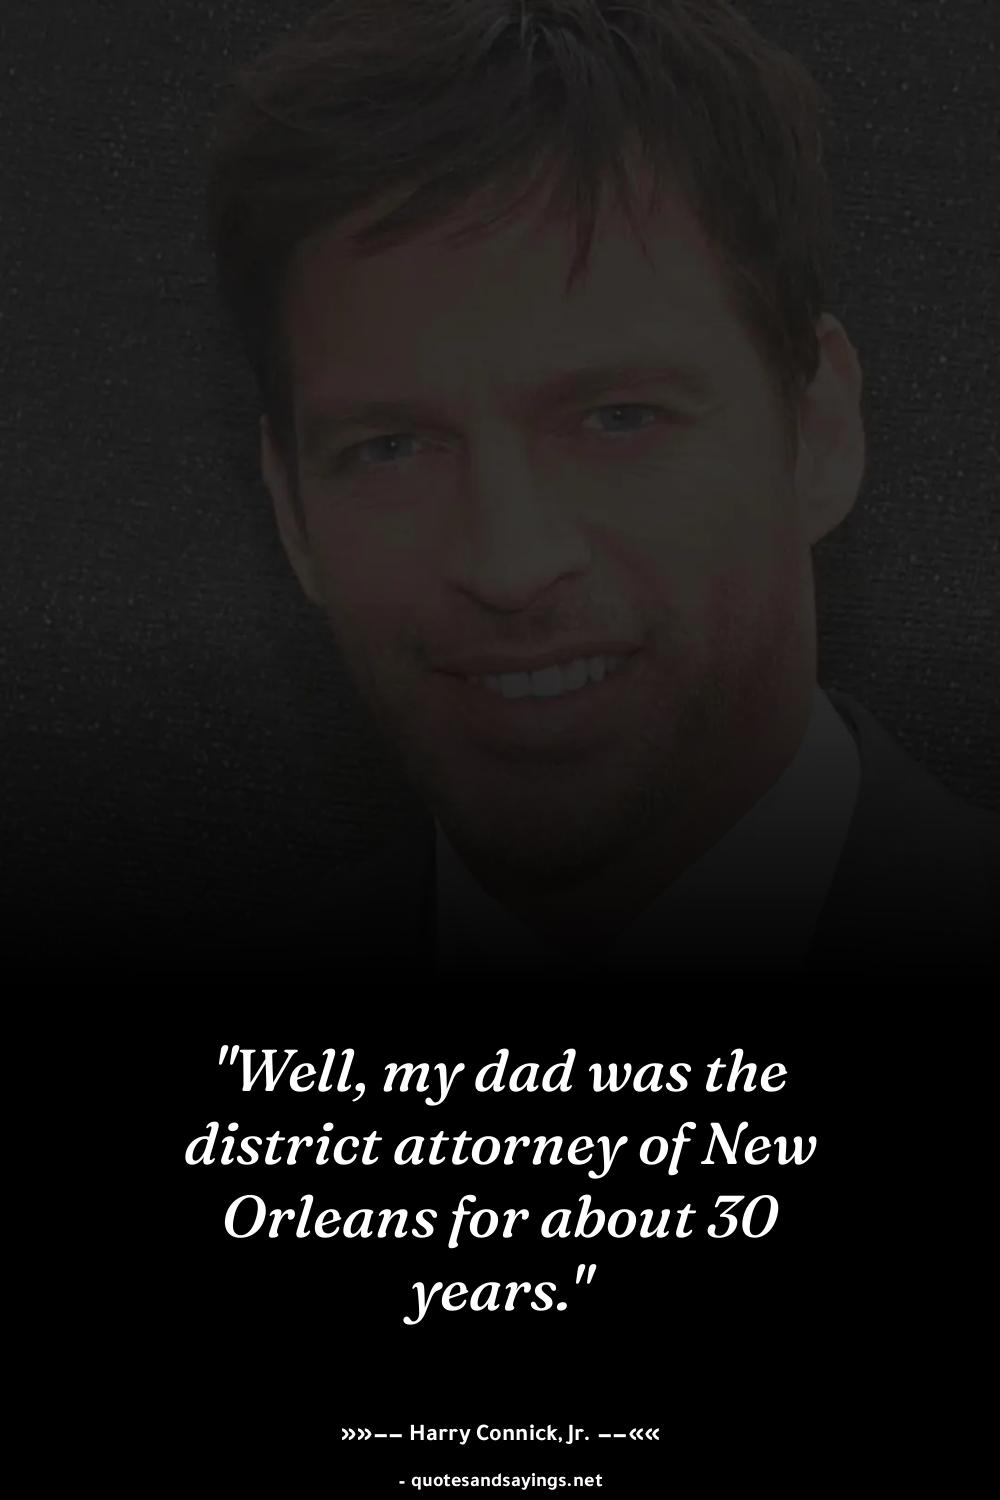 "Well, my dad was the
district attorney of New
Orleans for about 30
years."
»»−− Harry Connick, Jr. −−««
- quotesandsayings.net